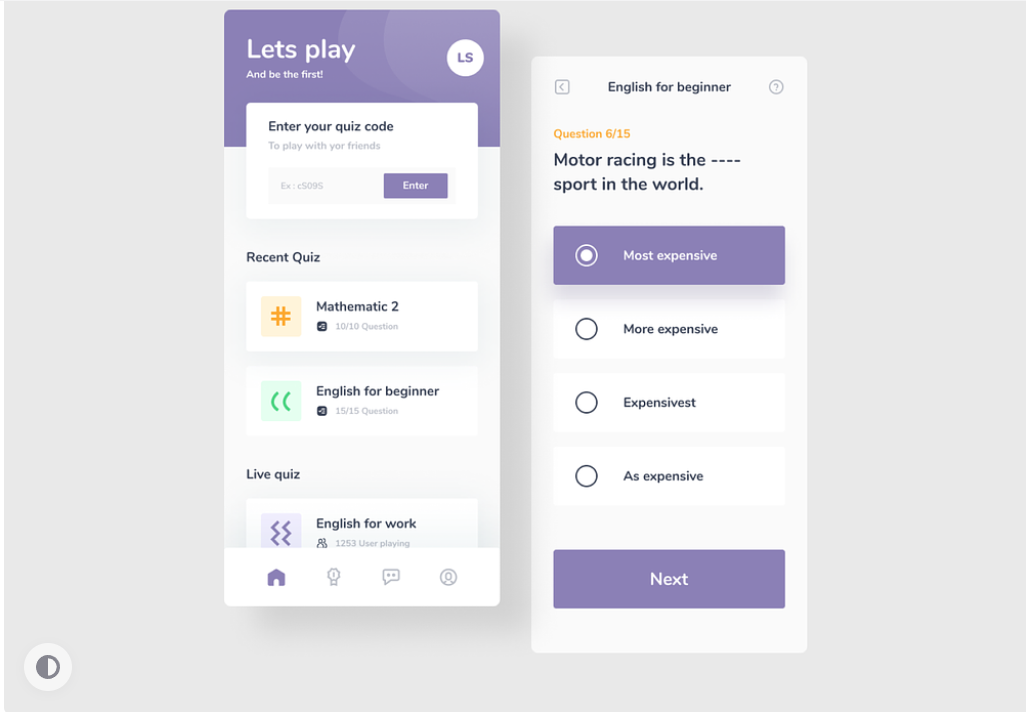 Lets play
And be the first!
LS
Enter your quiz code
To play with yor friends
Ex : c5095
Enter
Recent Quiz
Mathematic 2
10/10 Question
English for beginner
15/15 Question
Live quiz
English for work
1253 User playing
English for beginner
Question 6/15
Motor racing is the ----
sport in the world.
Most expensive
More expensive
Expensivest
As expensive
Next